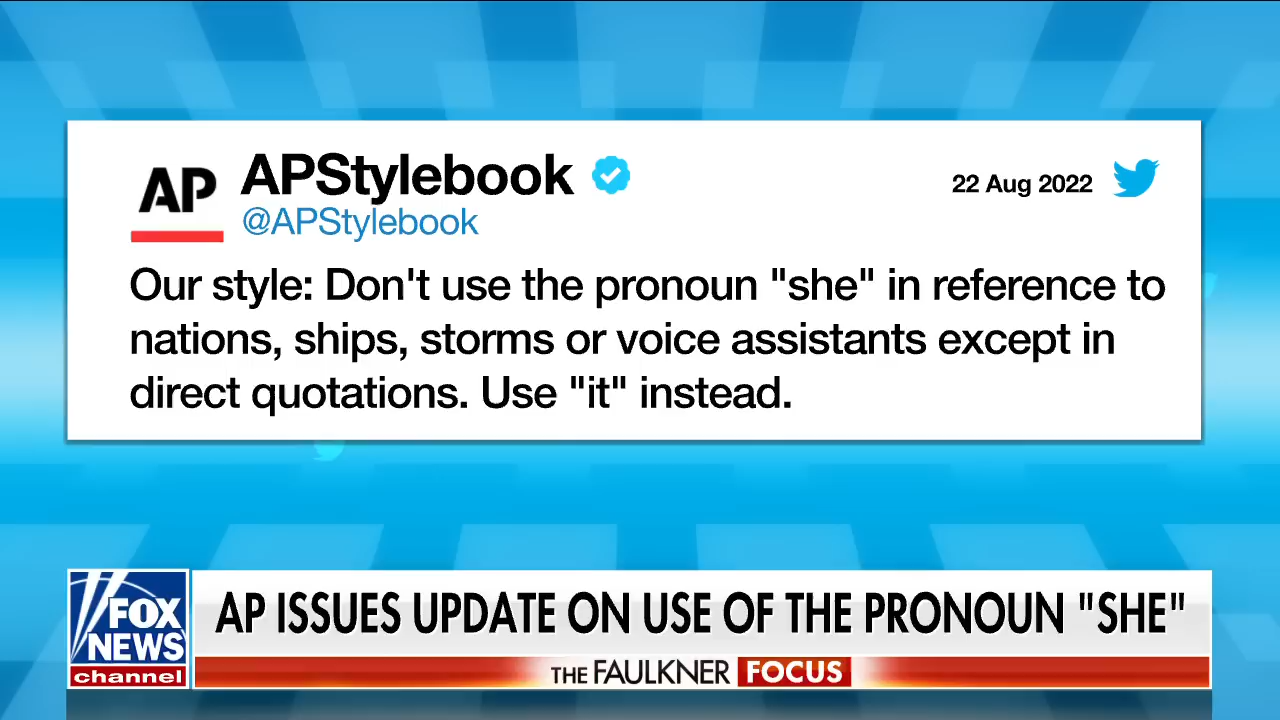 AP
APStylebook
@APStylebook
22 Aug 2022
Our style: Don't use the pronoun "she" in reference to
nations, ships, storms or voice assistants except in
direct quotations. Use "it" instead.
FOX
NEWS
channel
AP ISSUES UPDATE ON USE OF THE PRONOUN "SHE"
THE FAULKNER FOCUS